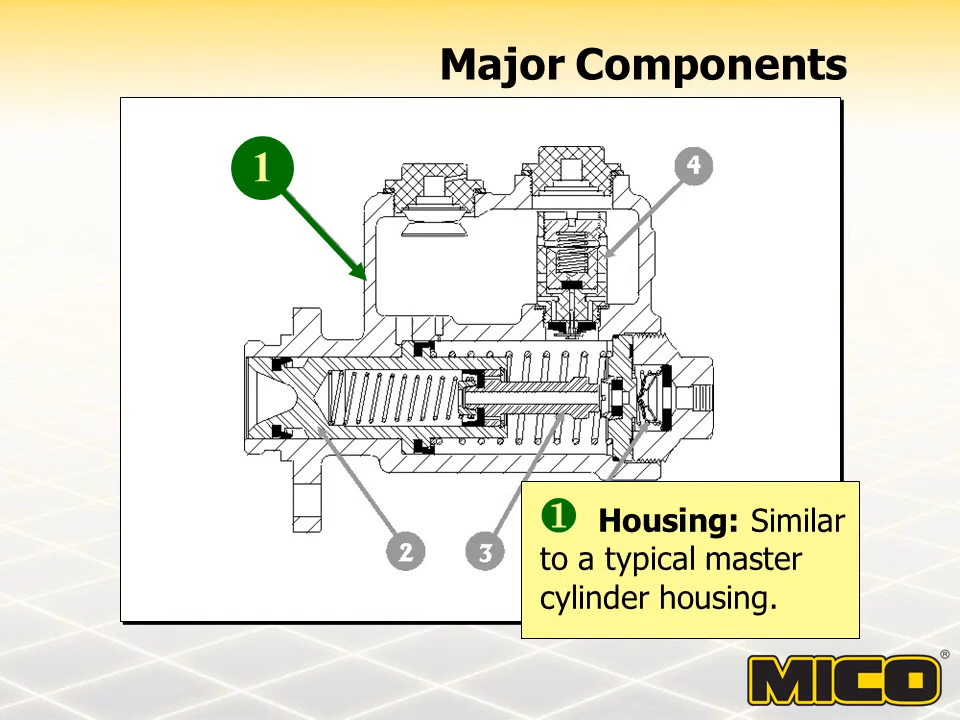 Major Components
1
4
2
3
1 Housing: Similar
to a typical master
cylinder housing.
MICO®